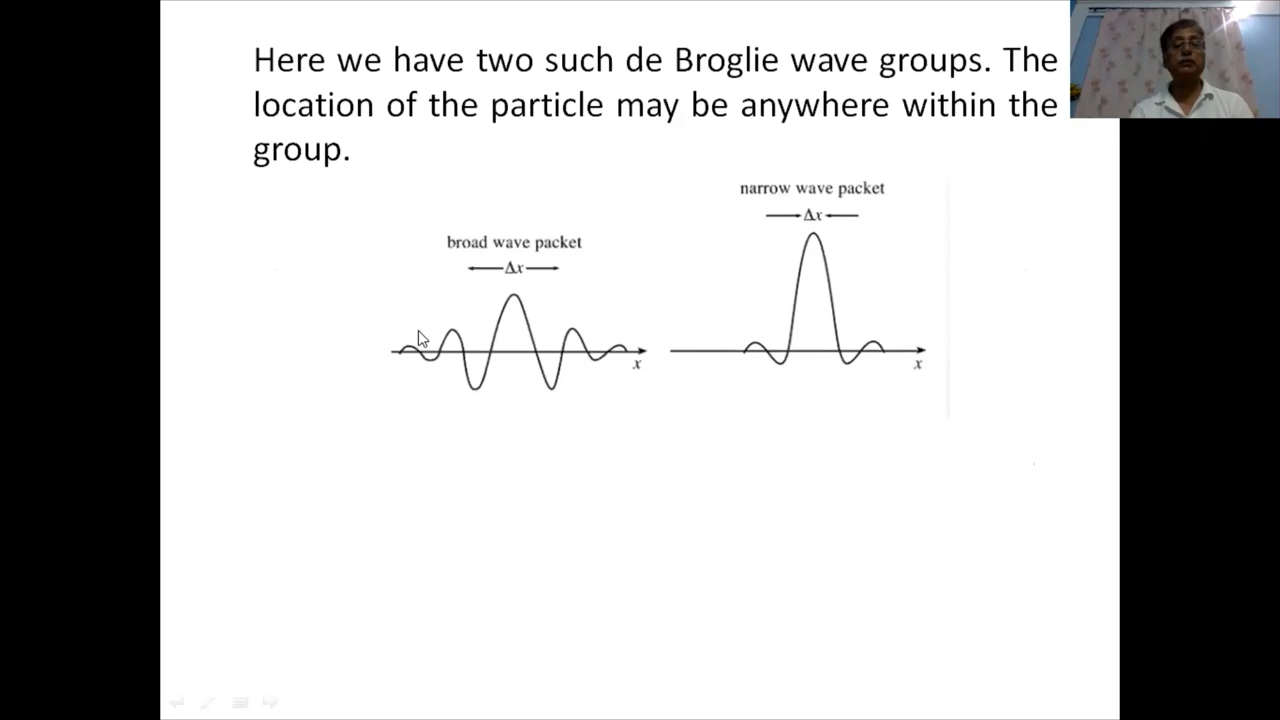 Here we have two such de Broglie wave groups. The
location of the particle may be anywhere within the
group.
narrow wave packet
Δx
broad wave packet
Δx
x
x